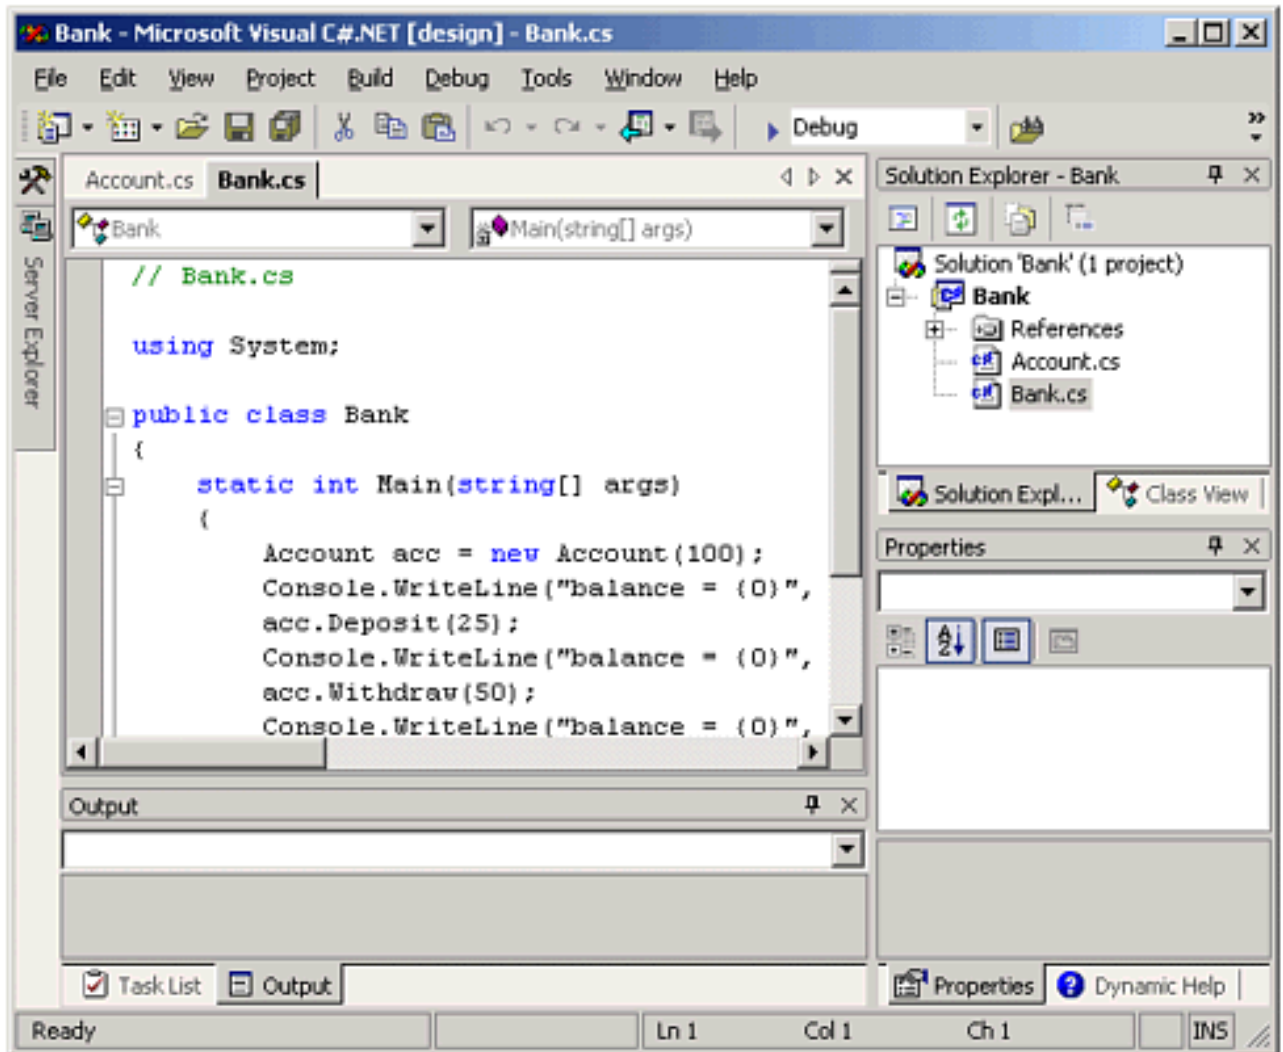 Bank - Microsoft Visual C#.NET [design] - Bank.cs
File Edit View Project Build Debug Tools Window Help
Debug
Account.cs Bank.cs
Bank
Main(string[] args)
Server Explorer
// Bank.cs
using System;
public class Bank
{
static int Main(string[] args)
{
Account acc = new Account(100);
Console.WriteLine("balance = {0}",
acc.Deposit(25);
Console.WriteLine("balance = {0}",
acc.Withdraw(50);
Console.WriteLine("balance = {0}",
Output
Task List Output
Solution Explorer - Bank
Solution 'Bank' (1 project)
Bank
References
Account.cs
Bank.cs
Solution Expl... Class View
Properties
Properties Dynamic Help
Ready Ln 1 Col 1 Ch 1 INS